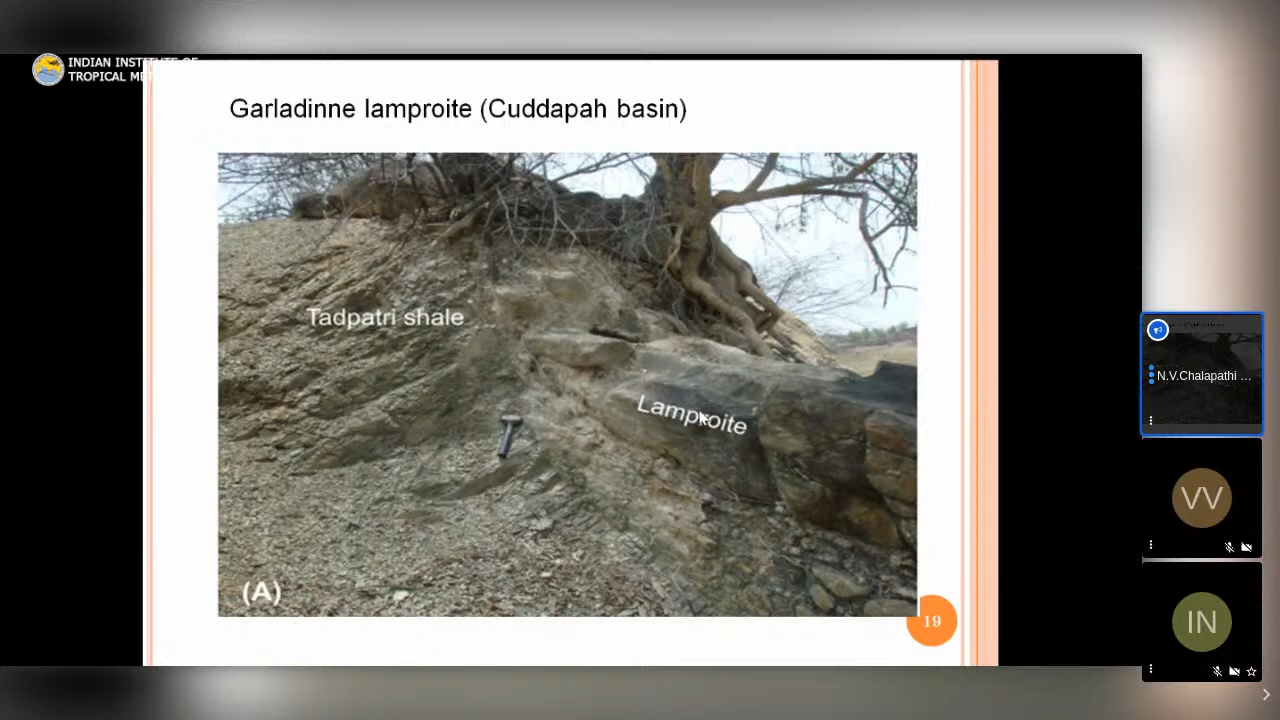 INDIAN INSTITUTE OF
TROPICAL
Garladinne lamproite (Cuddapah basin)
Tadpatri shale
Lamproite
(A)
19
N.V.Chalapathi ...
VV
IN